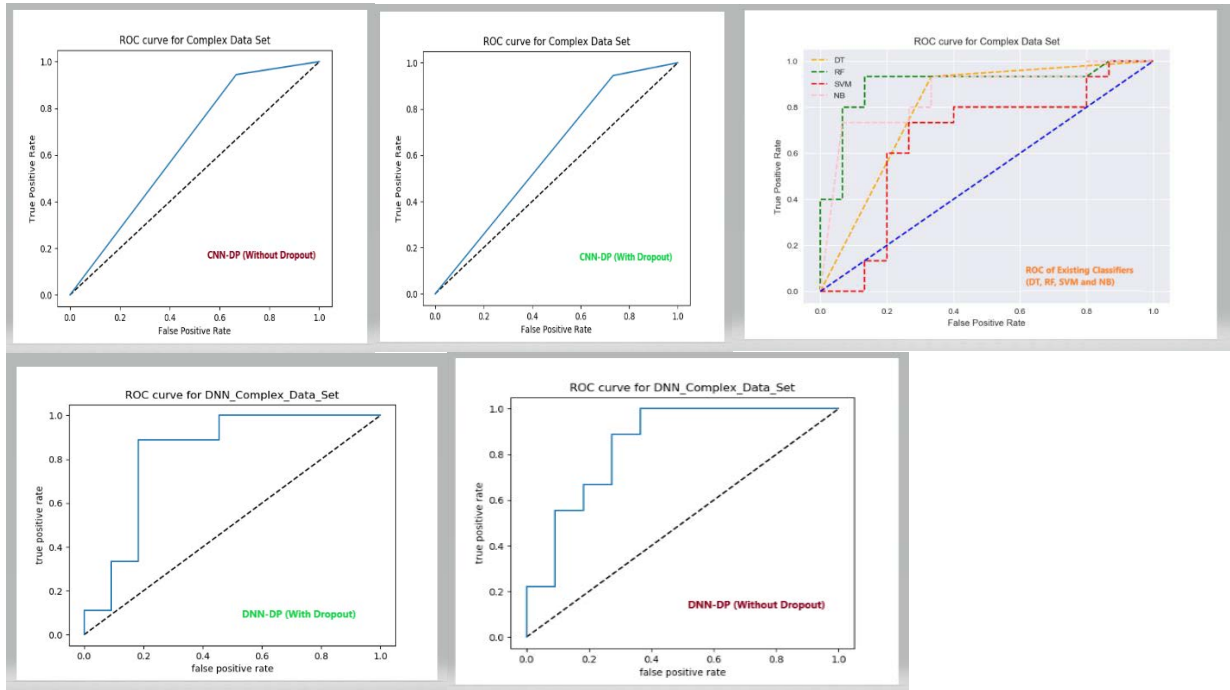 ROC curve for Complex Data Set
True Positive Rate
1.0
0.8
0.6
0.4
0.2
0.0
CNN-DP (Without Dropout)
0.0 0.2 0.4 0.6 0.8 1.0
False Positive Rate
ROC curve for Complex Data Set
True Positive Rate
1.0
0.8
0.6
0.4
0.2
0.0
CNN-DP (With Dropout)
0.0 0.2 0.4 0.6 0.8 1.0
False Positive Rate
ROC curve for Complex Data Set
True Positive Rate
1.0
0.8
0.6
0.4
0.2
0.0
DT
RF
SVM
NB
ROC of Existing Classifiers
(DT, RF, SVM and NB)
0.0 0.2 0.4 0.6 0.8 1.0
False Positive Rate
ROC curve for DNN_Complex_Data_Set
true positive rate
1.0
0.8
0.6
0.4
0.2
0.0
DNN-DP (With Dropout)
0.0 0.2 0.4 0.6 0.8 1.0
false positive rate
ROC curve for DNN_Complex_Data_Set
true positive rate
1.0
0.8
0.6
0.4
0.2
0.0
DNN-DP (Without Dropout)
0.0 0.2 0.4 0.6 0.8 1.0
false positive rate